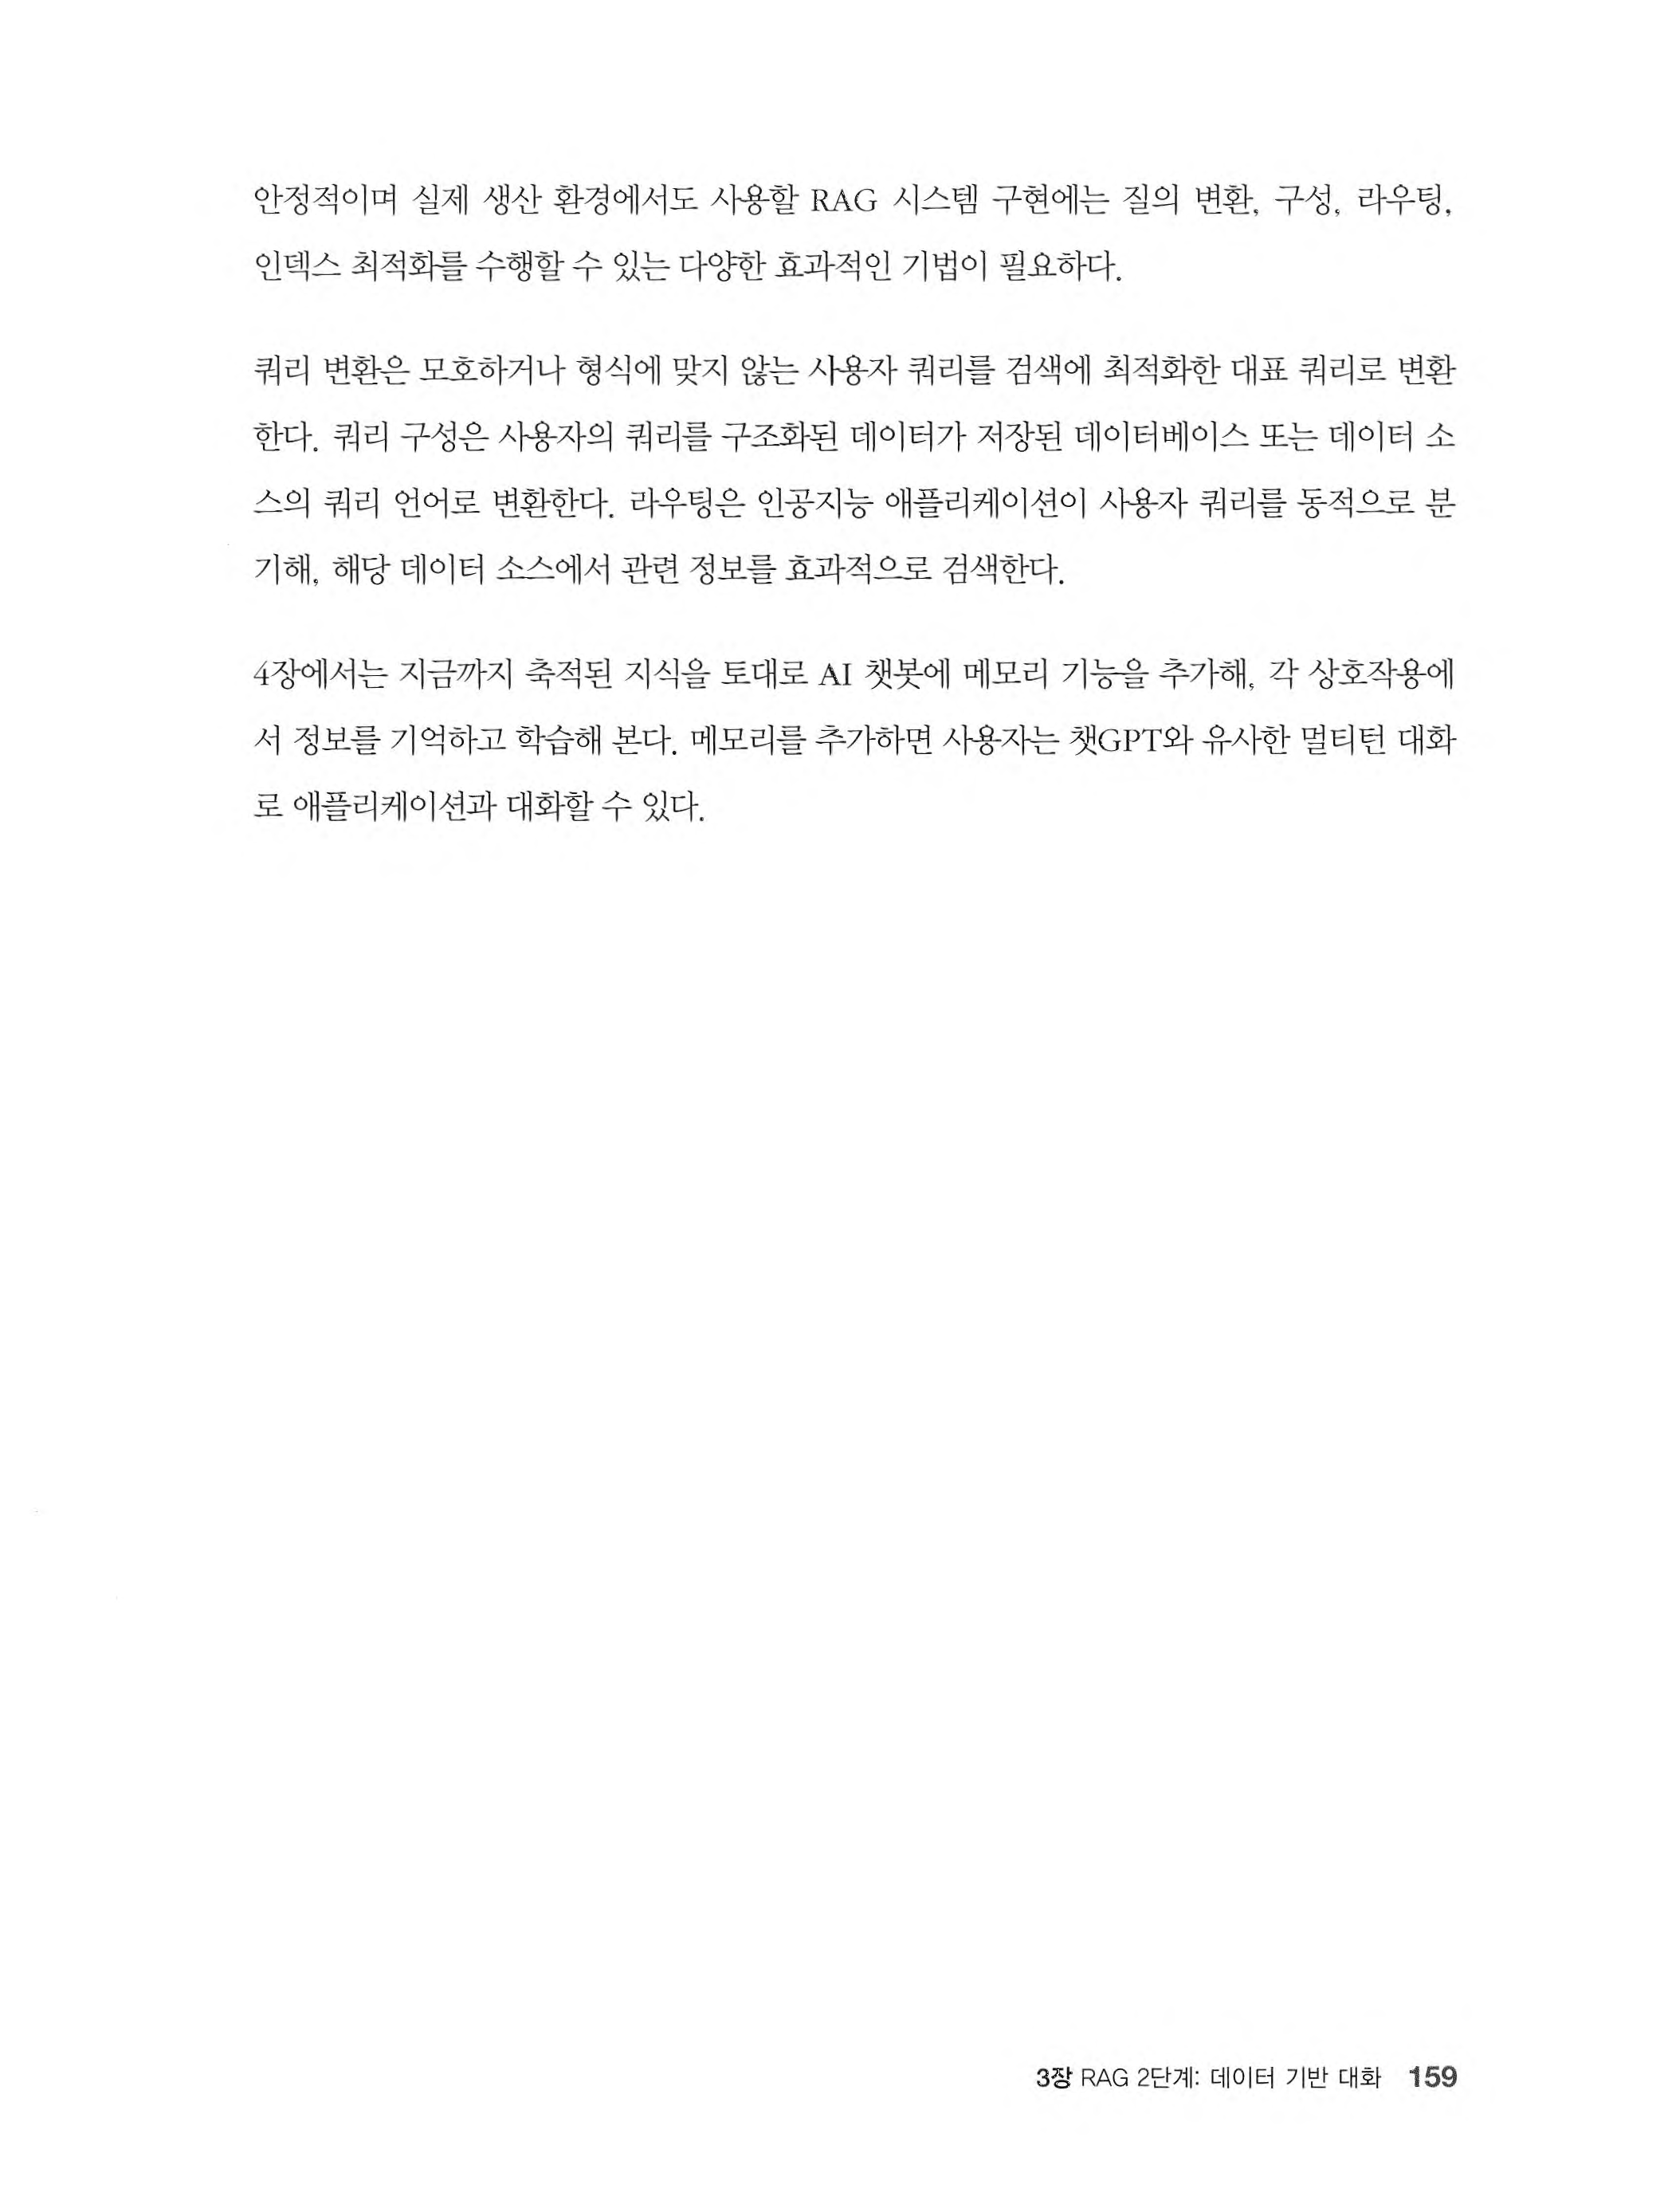 안정적이며 실제 생산 환경에서도 사용할 RAG 시스템 구현에는 질의 변환, 구성, 라우팅,
인덱스 최적화를 수행할 수 있는 다양한 효과적인 기법이 필요하다.
쿼리 변환은 모호하거나 형식에 맞지 않는 사용자 쿼리를 검색에 최적화한 대표 쿼리로 변환
한다. 쿼리 구성은 사용자의 쿼리를 구조화된 데이터가 저장된 데이터베이스 또는 데이터 소
스의 쿼리 언어로 변환한다. 라우팅은 인공지능 애플리케이션이 사용자 쿼리를 동적으로 분
기해, 해당 데이터 소스에서 관련 정보를 효과적으로 검색한다.
4장에서는 지금까지 축적된 지식을 토대로 AI 챗봇에 메모리 기능을 추가해, 각 상호작용에
서 정보를 기억하고 학습해 본다. 메모리를 추가하면 사용자는 챗GPT와 유사한 멀티턴 대화
로 애플리케이션과 대화할 수 있다.
3장 RAG 2단계: 데이터 기반 대화 159